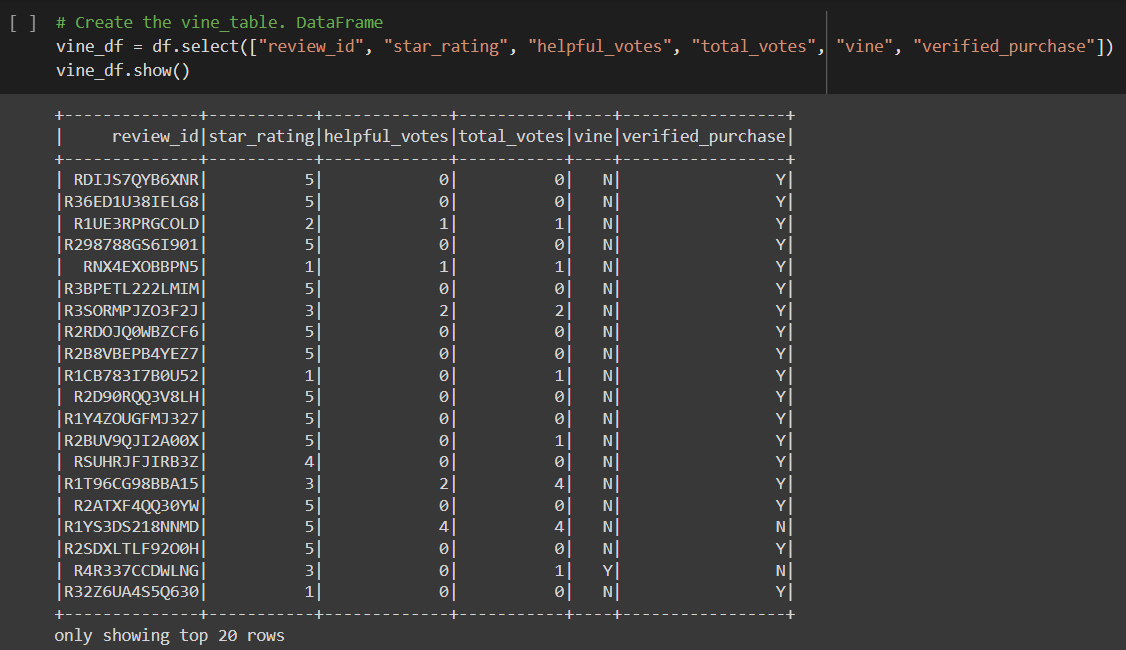 [ ] # Create the vine_table. DataFrame
vine_df = df.select(["review_id", "star_rating", "helpful_votes", "total_votes", "vine", "verified_purchase"])
vine_df.show()
+--------------+-----------+-------------+-----------+----+-----------------+
|     review_id|star_rating|helpful_votes|total_votes|vine|verified_purchase|
+--------------+-----------+-------------+-----------+----+-----------------+
| RDIJS7QYB6XNR|          5|            0|          0|   N|                Y|
|R36ED1U38IELG8|          5|            0|          0|   N|                Y|
| R1UE3RPRGCOLD|          2|            1|          1|   N|                Y|
|R298788GS6I901|          5|            0|          0|   N|                Y|
|  RNX4EXOBBPN5|          1|            1|          1|   N|                Y|
|R3BPETL222LMIM|          5|            0|          0|   N|                Y|
|R3SORMPJZO3F2J|          3|            2|          2|   N|                Y|
|R2RDOJQ0WBZCF6|          5|            0|          0|   N|                Y|
|R2B8VBEPB4YEZ7|          5|            0|          0|   N|                Y|
|R1CB783I7B0U52|          1|            0|          1|   N|                Y|
| R2D90RQQ3V8LH|          5|            0|          0|   N|                Y|
|R1Y4ZOUGFMJ327|          5|            0|          0|   N|                Y|
|R2BUV9QJI2A00X|          5|            0|          1|   N|                Y|
| RSUHRJFJIRB3Z|          4|            0|          0|   N|                Y|
|R1T96CG98BBA15|          3|            2|          4|   N|                Y|
| R2ATXF4QQ30YW|          5|            0|          0|   N|                Y|
|R1YS3DS218NNMD|          5|            4|          4|   N|                N|
|R2SDXLTLF92O0H|          5|            0|          0|   N|                Y|
| R4R337CCDWLNG|          3|            0|          1|   Y|                N|
|R32Z6UA4S5Q630|          1|            0|          0|   N|                Y|
+--------------+-----------+-------------+-----------+----+-----------------+
only showing top 20 rows